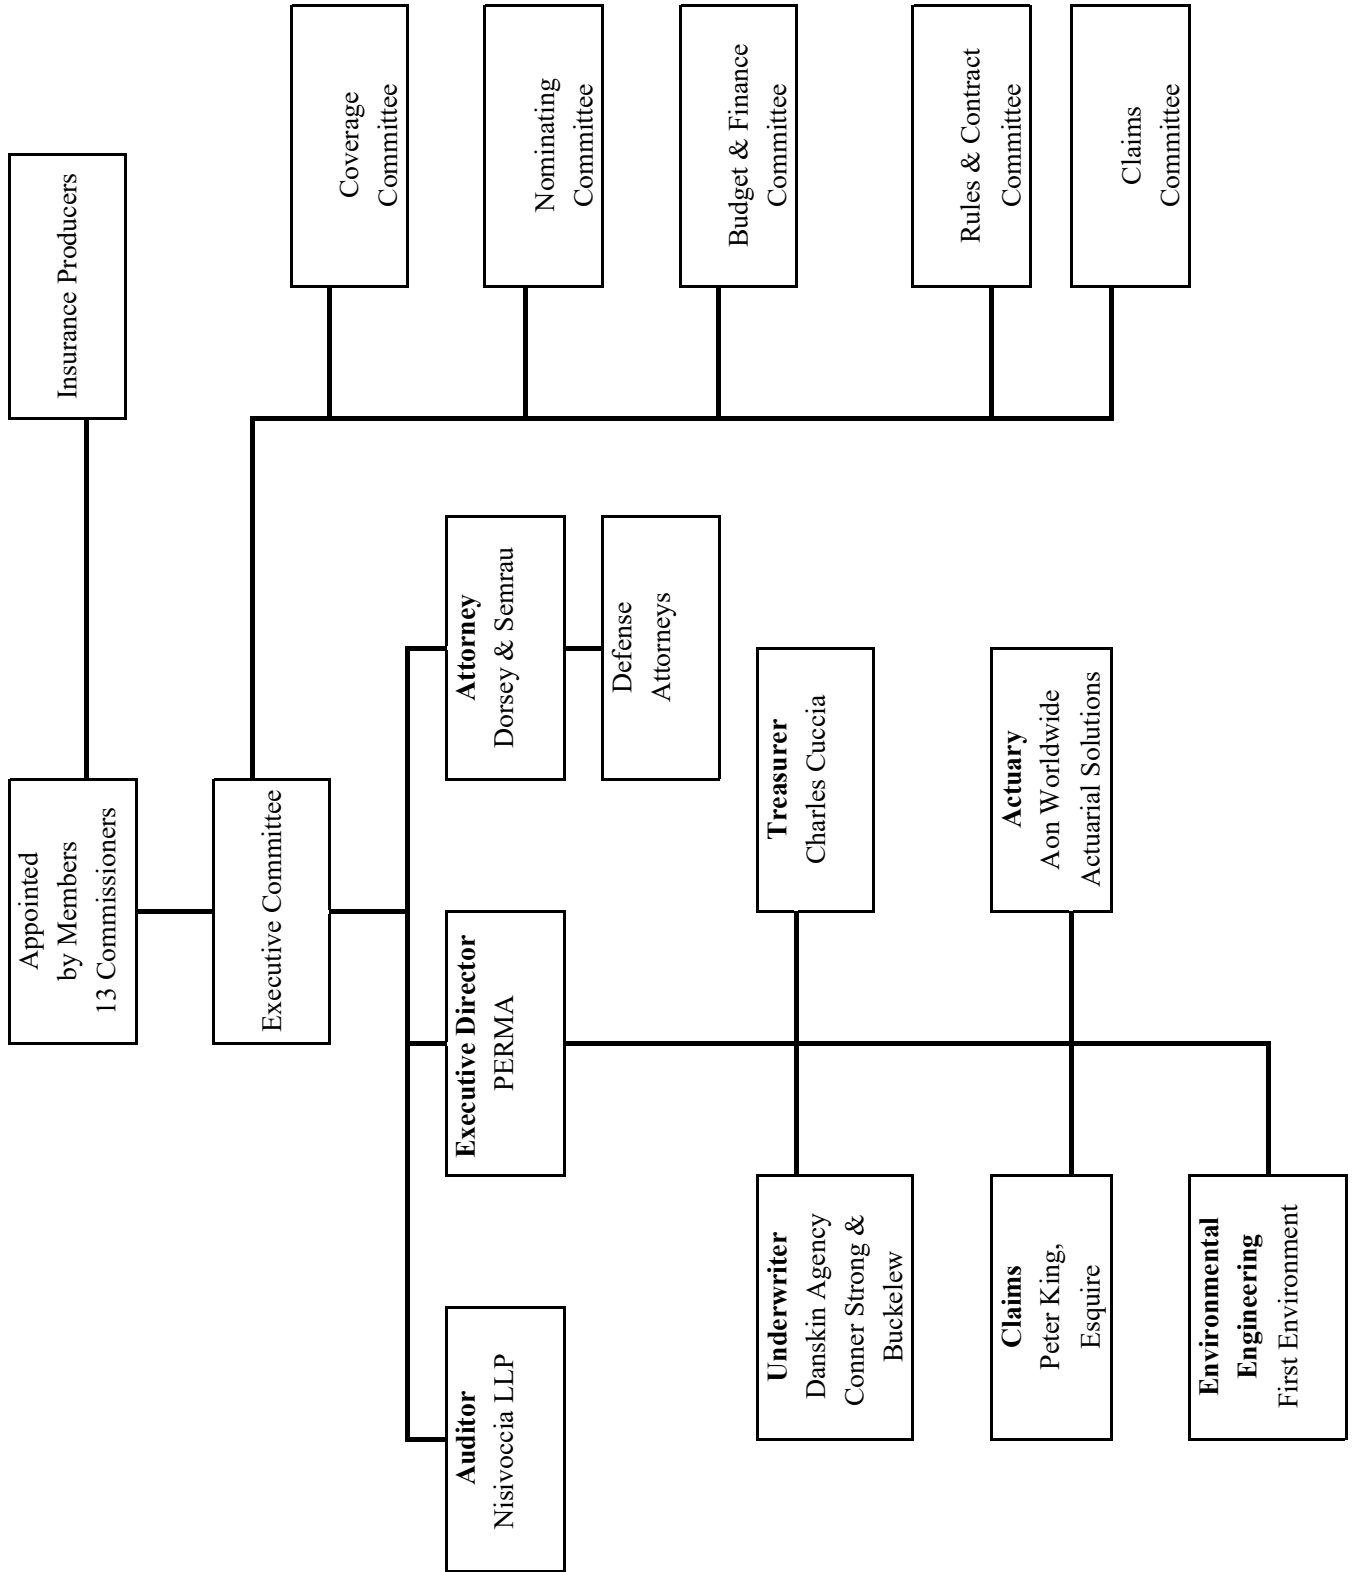 Appointed
by Members
13 Commissioners
Insurance Producers
Executive Committee
Coverage
Committee
Nominating
Committee
Budget & Finance
Committee
Rules & Contract
Committee
Claims
Committee
Auditor
Nisivoccia LLP
Executive Director
PERMA
Attorney
Dorsey & Semrau
Defense
Attorneys
Underwriter
Danskin Agency
Conner Strong &
Buckelew
Treasurer
Charles Cuccia
Claims
Peter King,
Esquire
Actuary
Aon Worldwide
Actuarial Solutions
Environmental
Engineering
First Environment